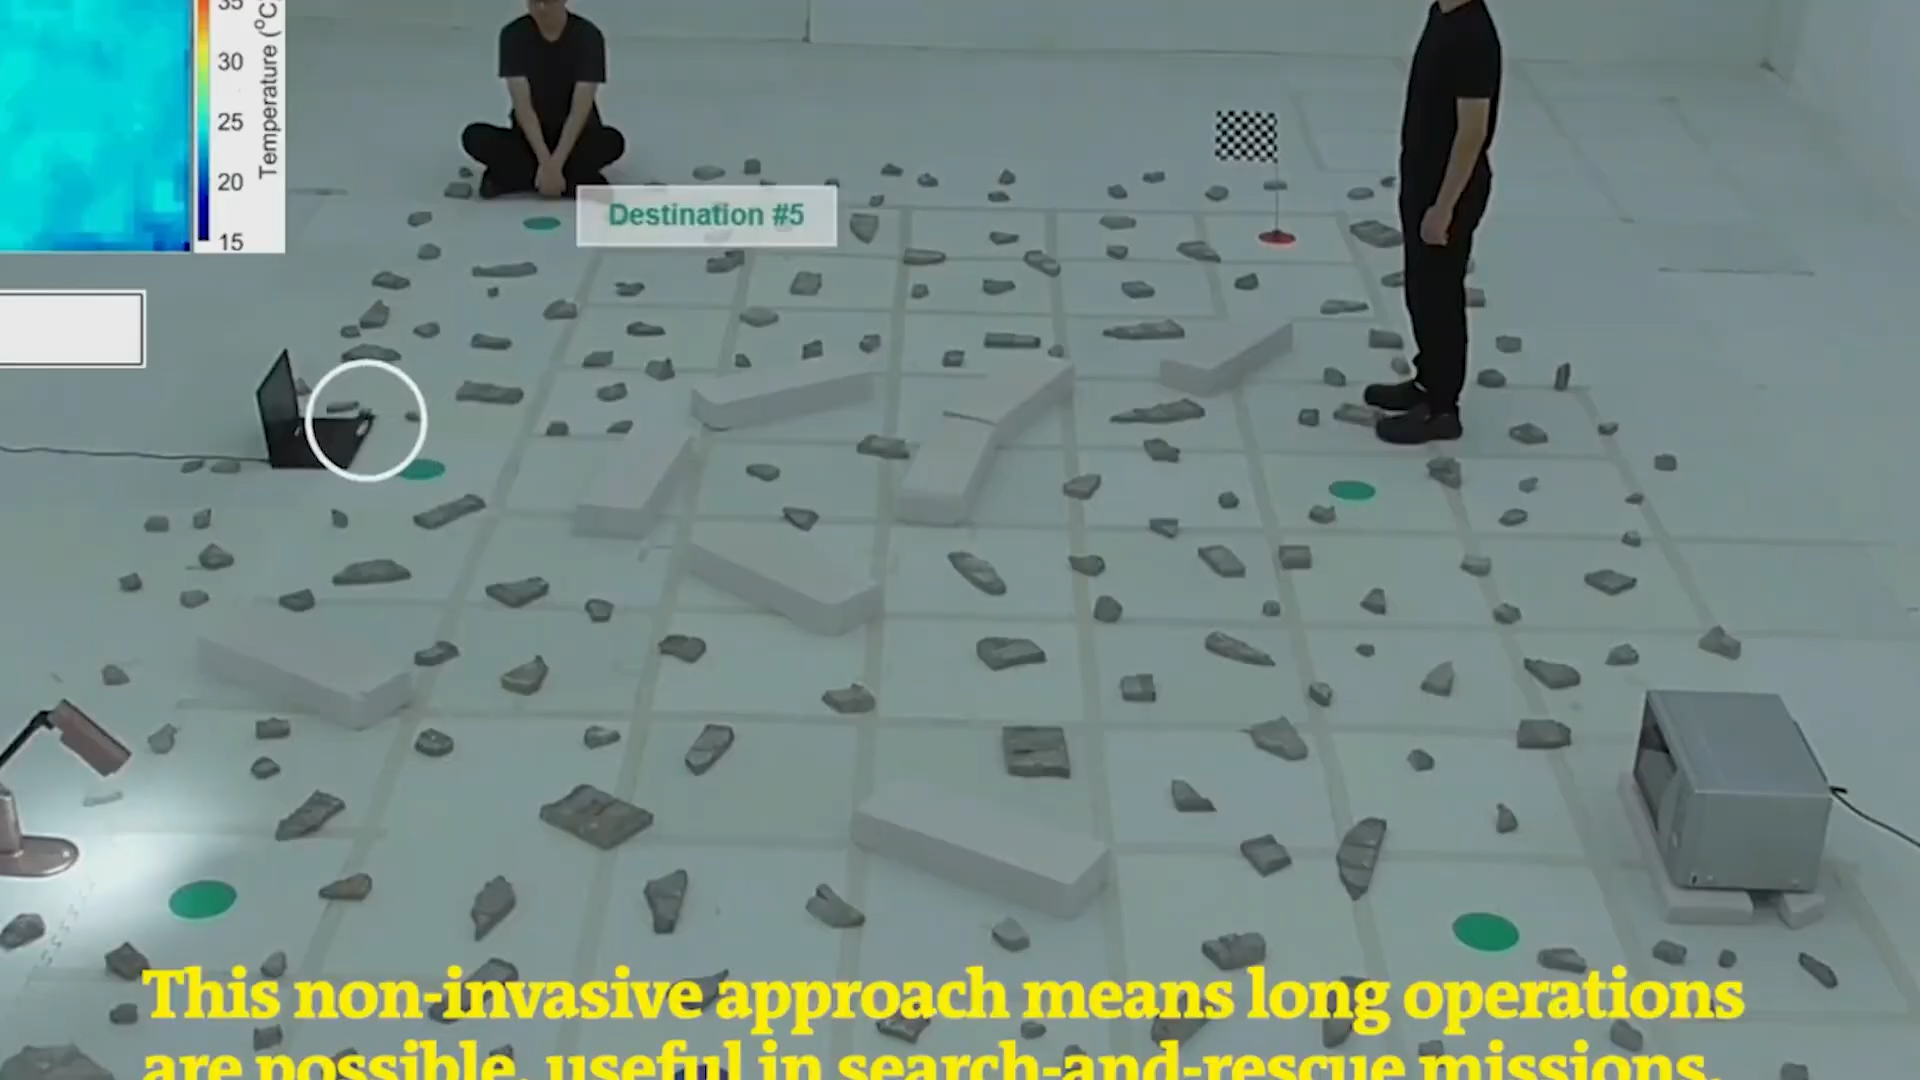 35
30
25
20
15
Temperature (°C)
Destination #5
This non-invasive approach means long operations
are possible, useful in search-and-rescue missions.